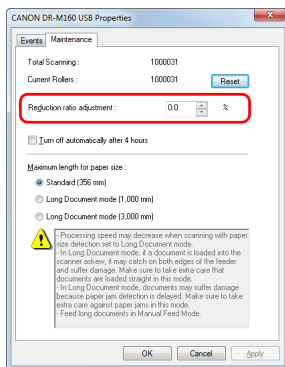 CANON DR-M160 USB Properties
Events Maintenance
Total Scanning : 1000031
Current Rollers : 1000031 Reset
Reduction ratio adjustment : 0.0 %
Turn off automatically after 4 hours
Maximum length for paper size :
Standard (356 mm)
Long Document mode (1,000 mm)
Long Document mode (3,000 mm)
- Processing speed may decrease when scanning with paper
size detection set to Long Document mode.
- In Long Document mode, if a document is loaded into the
scanner askew, it may catch on both edges of the feeder
and suffer damage. Make sure to take extra care that
documents are loaded straight in this mode.
- In Long Document mode, documents may suffer damage
because paper jam detection is delayed. Make sure to take
extra care against paper jams in this mode.
- Feed long documents in Manual Feed Mode.
OK Cancel Apply